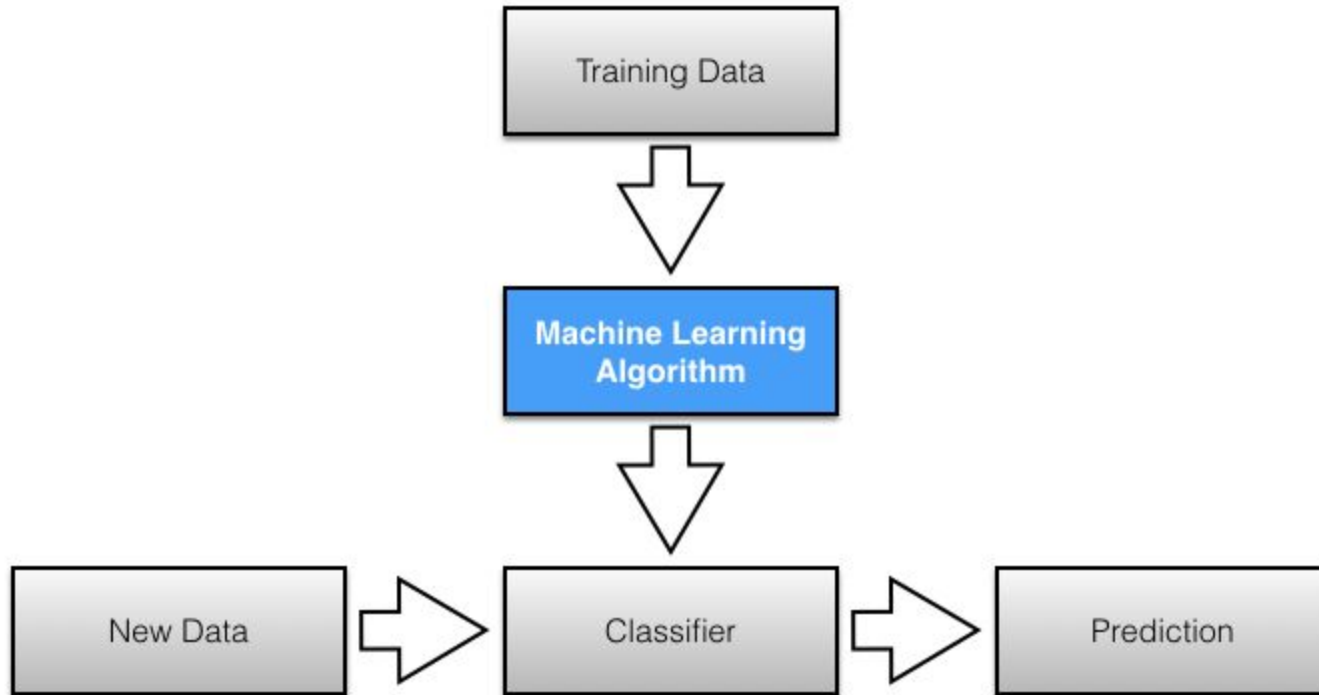 Training Data
Machine Learning
Algorithm
New Data
Classifier
Prediction